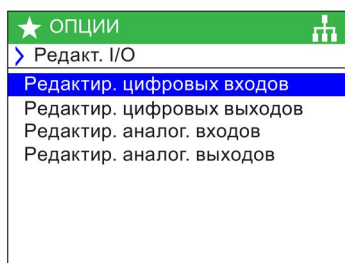 ОПЦИИ
Редакт. I/O
Редактир. цифровых входов
Редактир. цифровых выходов
Редактир. аналог. входов
Редактир. аналог. выходов